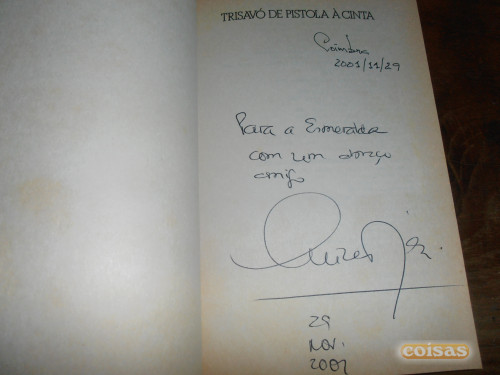 TRISAVÓ DE PISTOLA À CINTA
Coimbra
2001/11/29
Para a Esmeralda
com um abraço
amigo
29
Nov.
2001
coisas